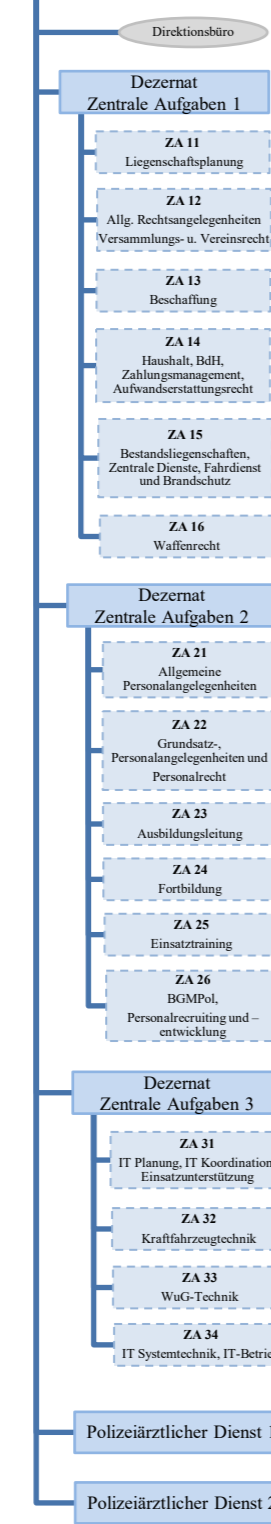 Direktionsbüro
Dezernat
Zentrale Aufgaben 1
ZA 11
Liegenschaftsplanung
ZA 12
Allg. Rechtsangelegenheiten
Versammlungs- u. Vereinsrecht
ZA 13
Beschaffung
ZA 14
Haushalt, BdH,
Zahlungsmanagement,
Aufwandserstattungsrecht
ZA 15
Bestandsliegenschaften,
Zentrale Dienste, Fahrdienst
und Brandschutz
ZA 16
Waffenrecht
Dezernat
Zentrale Aufgaben 2
ZA 21
Allgemeine
Personalangelegenheiten
ZA 22
Grundsatz-,
Personalangelegenheiten und
Personalrecht
ZA 23
Ausbildungsleitung
ZA 24
Fortbildung
ZA 25
Einsatztraining
ZA 26
BGMPol,
Personalrecruiting und –
entwicklung
Dezernat
Zentrale Aufgaben 3
ZA 31
IT Planung, IT Koordination
Einsatzunterstützung
ZA 32
Kraftfahrzeugtechnik
ZA 33
WuG-Technik
ZA 34
IT Systemtechnik, IT-Betrie
Polizeiärztlicher Dienst 1
Polizeiärztlicher Dienst 2